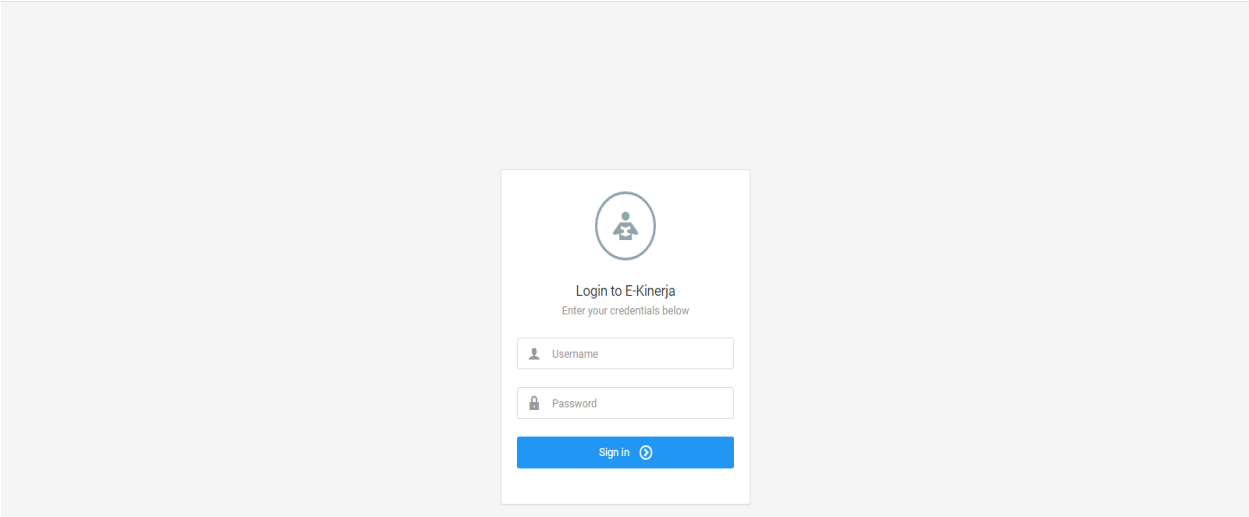 Login to E-Kinerja
Enter your credentials below
Username
Password
Sign in